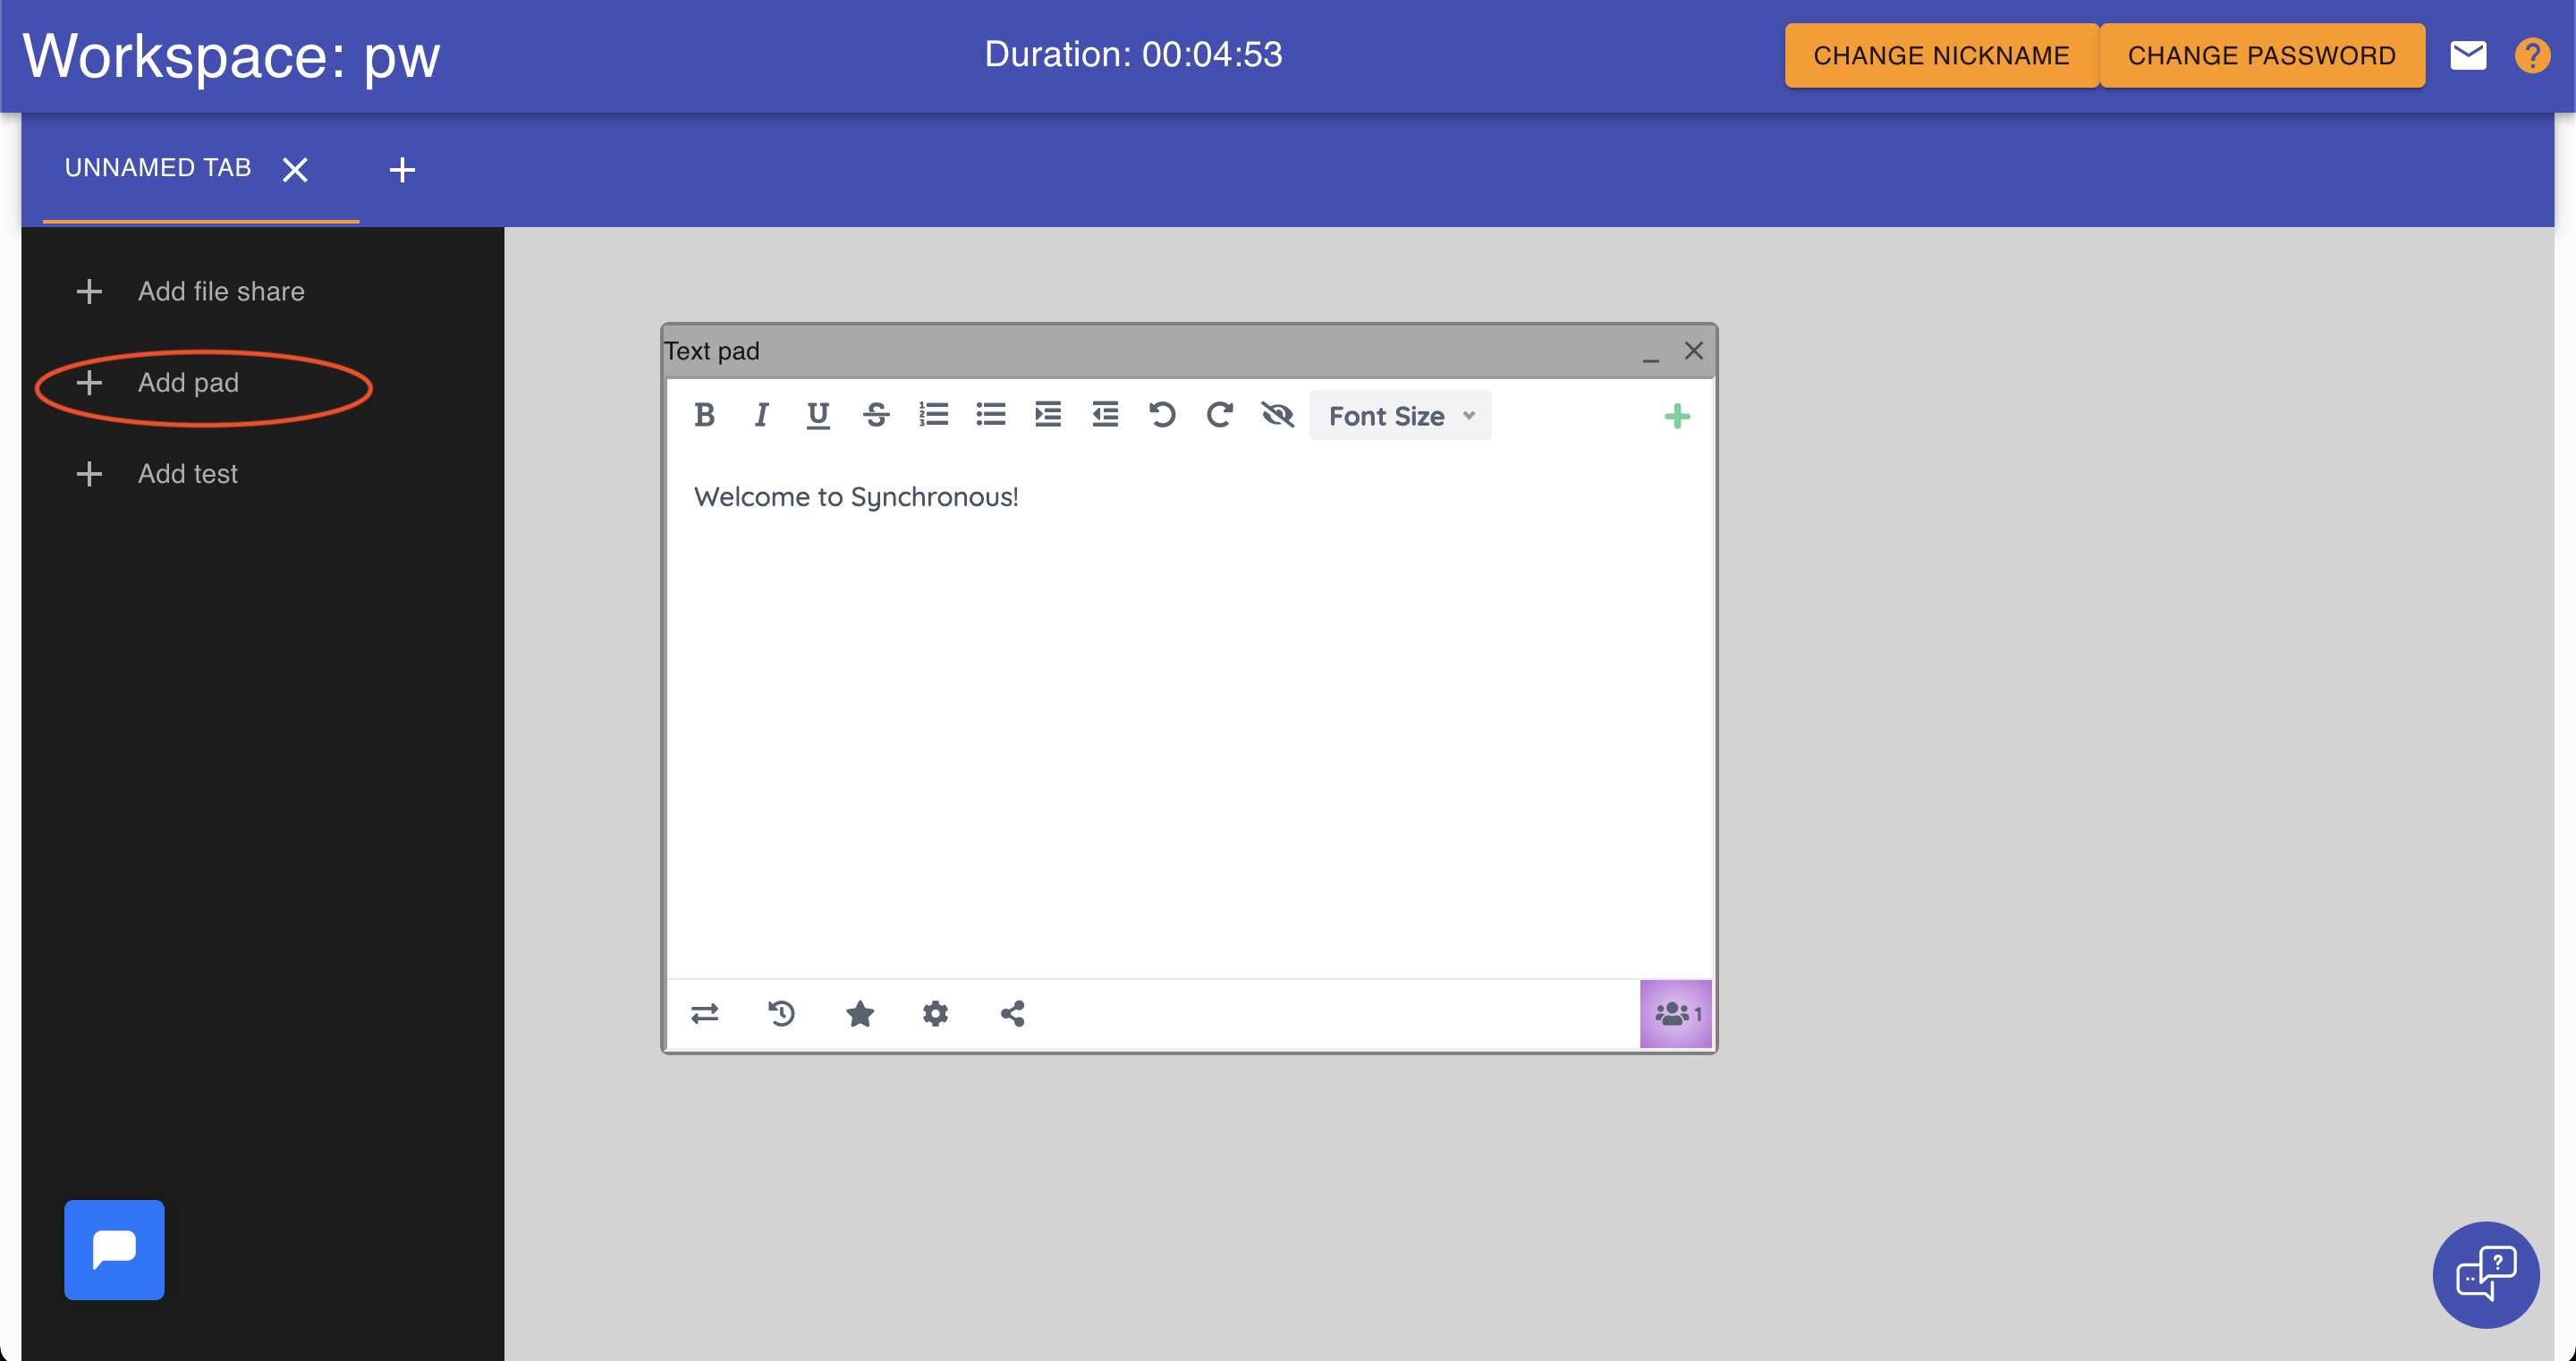 Workspace: pw
Duration: 00:04:53
CHANGE NICKNAME
CHANGE PASSWORD
?
UNNAMED TAB
Add file share
Add pad
Add test
Text pad
B I U S
Font Size
Welcome to Synchronous!
1
?